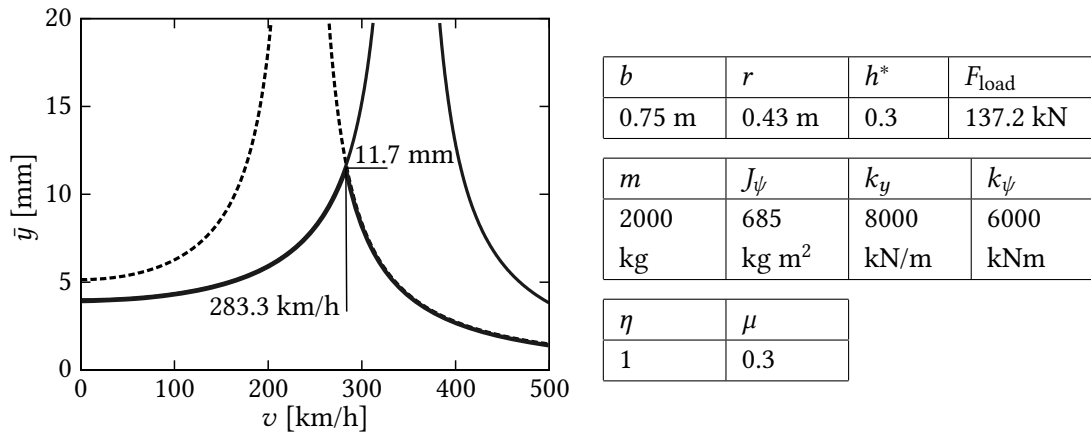 20
15
10
5
0
ȳ [mm]
11.7 mm
283.3 km/h
0 100 200 300 400 500
v [km/h]
b r h* F_load
0.75 m 0.43 m 0.3 137.2 kN
m J_ψ k_y k_ψ
2000 685 8000 6000
kg kg m² kN/m kNm
η μ
1 0.3